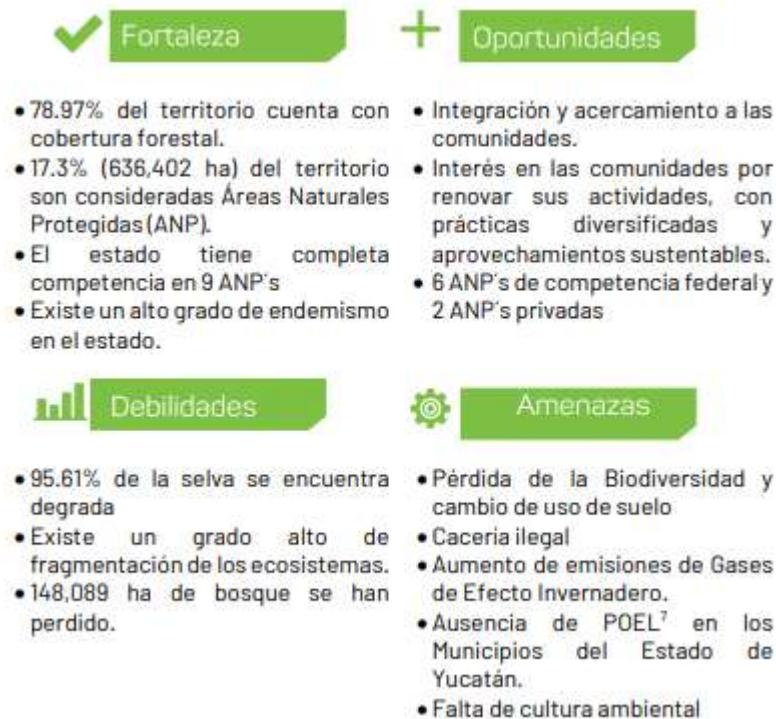 Fortaleza
• 78.97% del territorio cuenta con
cobertura forestal.
• 17.3% (636,402 ha) del territorio
son consideradas Áreas Naturales
Protegidas (ANP).
• El estado tiene completa
competencia en 9 ANP´s
• Existe un alto grado de endemismo
en el estado.
Oportunidades
• Integración y acercamiento a las
comunidades.
• Interés en las comunidades por
renovar sus actividades, con
prácticas diversificadas y
aprovechamientos sustentables.
• 6 ANP´s de competencia federal y
2 ANP´s privadas
Debilidades
• 95.61% de la selva se encuentra
degrada
• Existe un grado alto de
fragmentación de los ecosistemas.
• 148,089 ha de bosque se han
perdido.
Amenazas
• Pérdida de la Biodiversidad y
cambio de uso de suelo
• Cacería ilegal
• Aumento de emisiones de Gases
de Efecto Invernadero.
• Ausencia de POEL⁷ en los
Municipios del Estado de
Yucatán.
• Falta de cultura ambiental